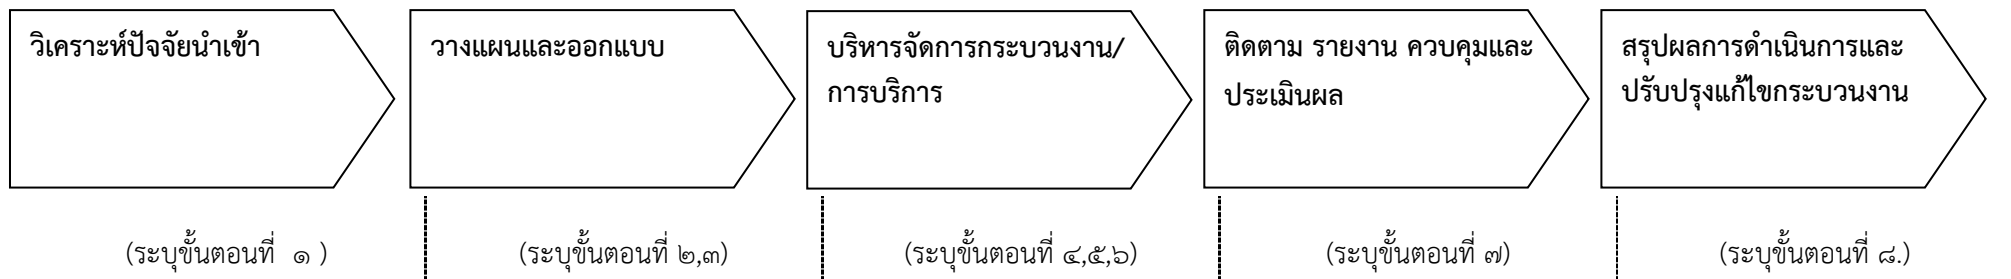 วิเคราะห์ปัจจัยนำเข้า
วางแผนและออกแบบ
บริหารจัดการกระบวนงาน/
การบริการ
ติดตาม รายงาน ควบคุมและ
ประเมินผล
สรุปผลการดำเนินการและ
ปรับปรุงแก้ไขกระบวนงาน
(ระบุขั้นตอนที่ ๑ )
(ระบุขั้นตอนที่ ๒,๓)
(ระบุขั้นตอนที่ ๔,๕,๖)
(ระบุขั้นตอนที่ ๗)
(ระบุขั้นตอนที่ ๘.)